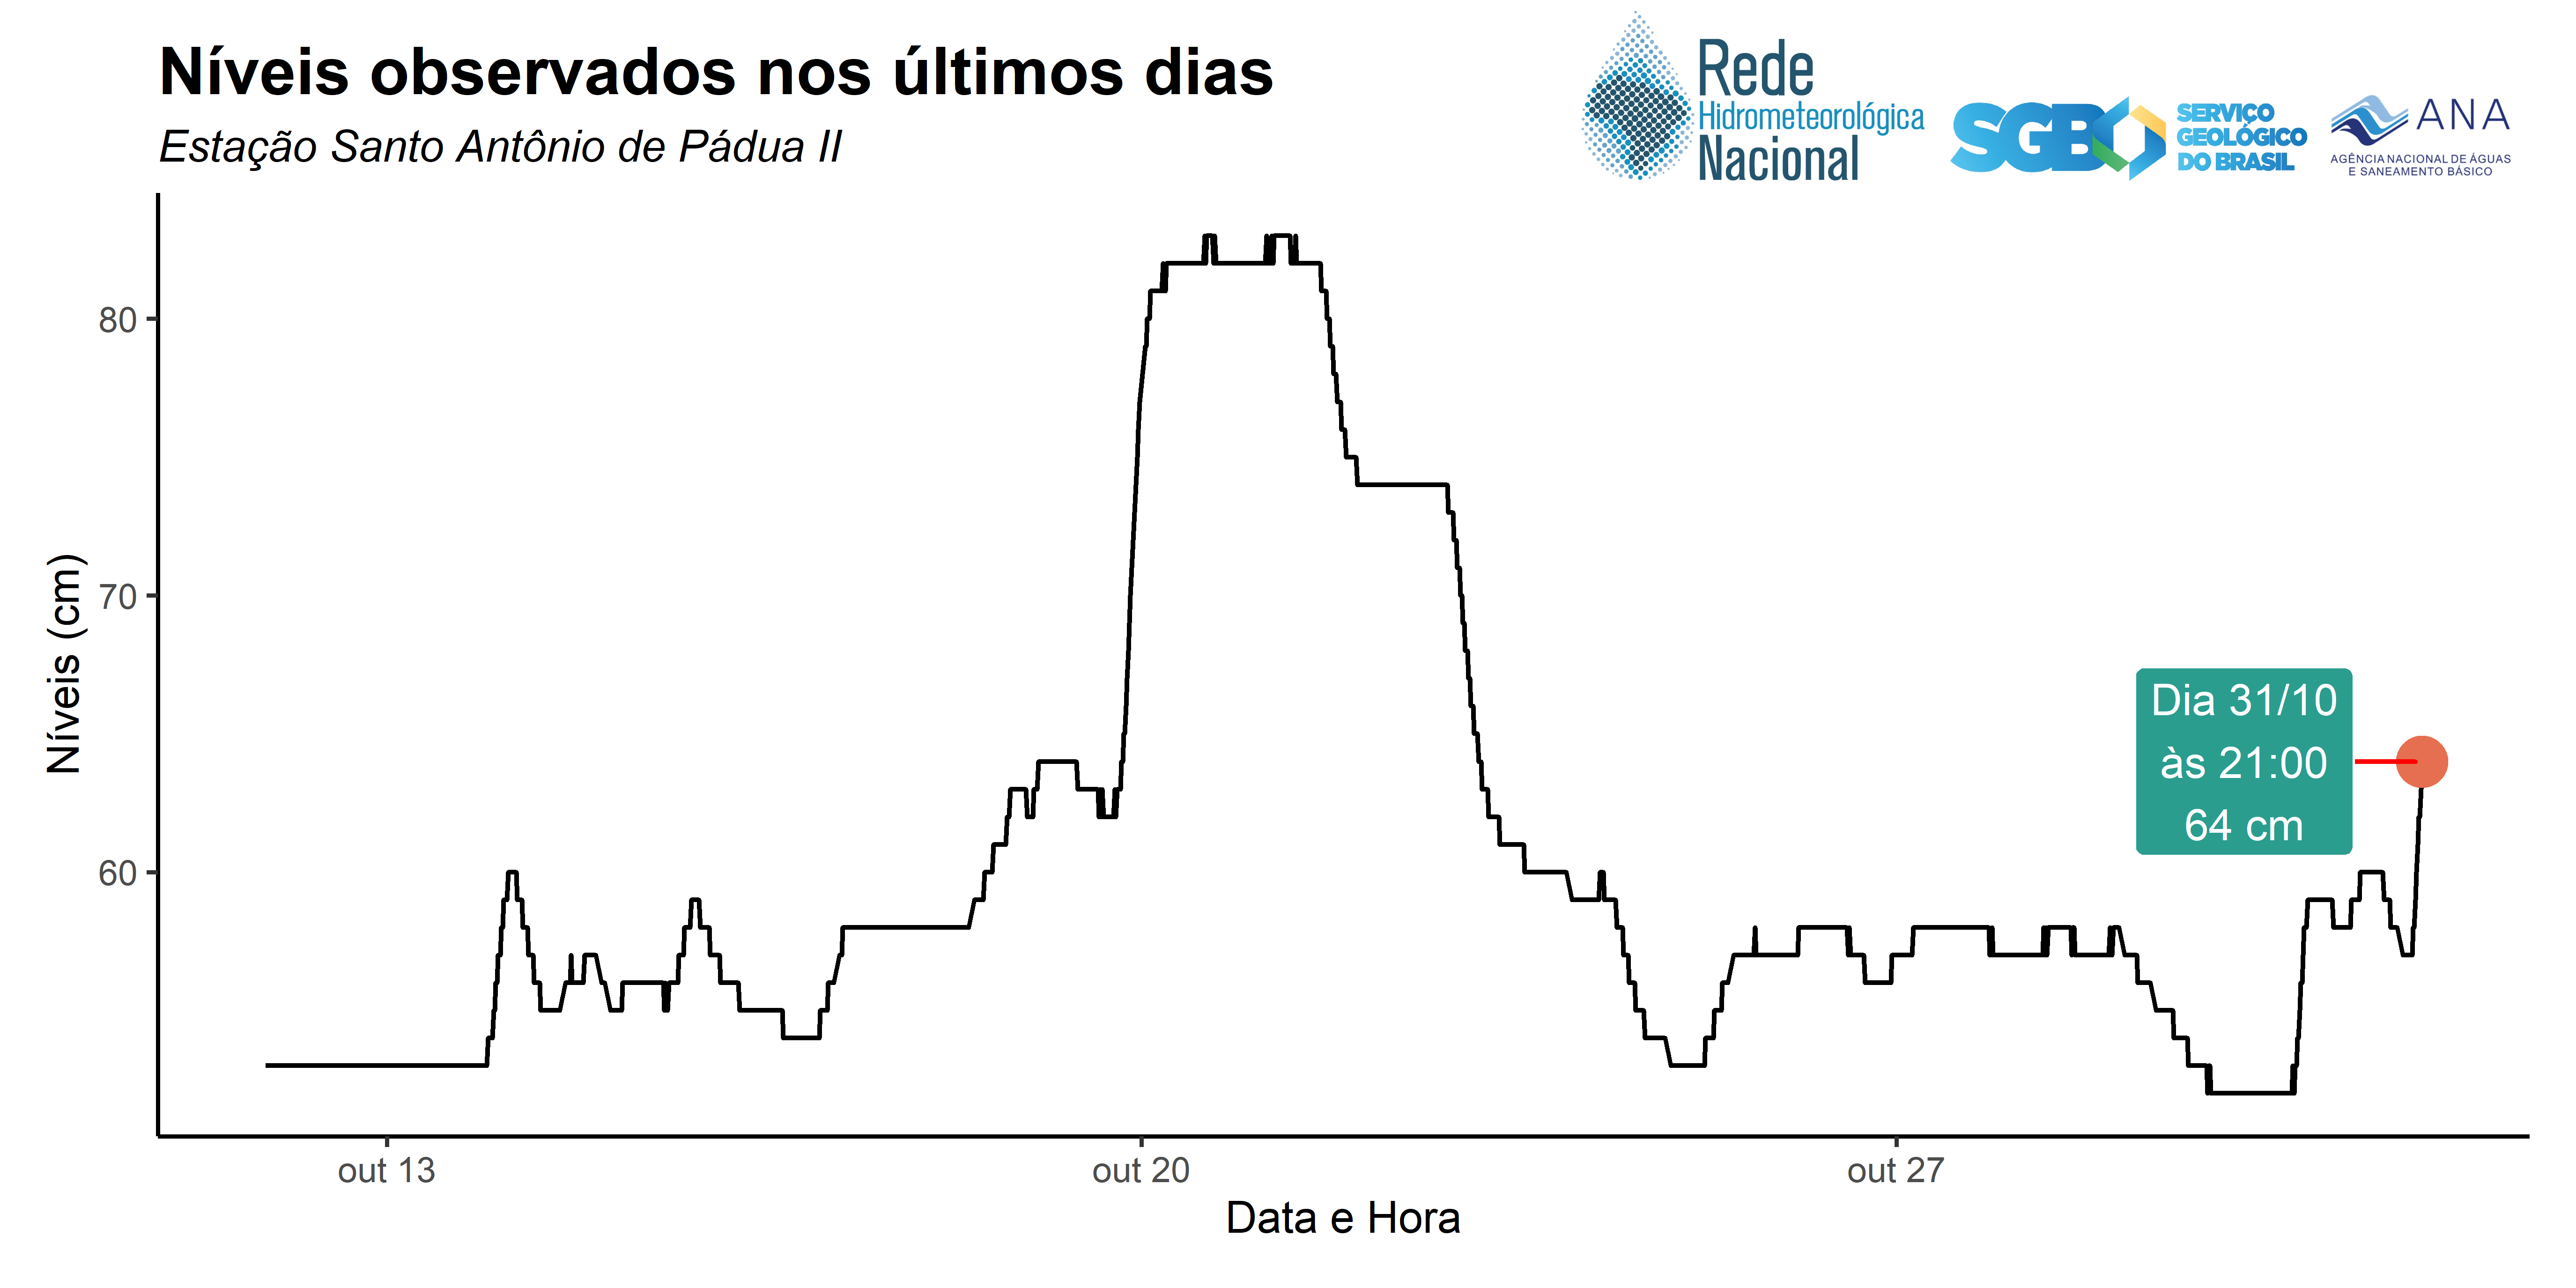 Níveis observados nos últimos dias
Estação Santo Antônio de Pádua II
Rede
Hidrometeorológica
Nacional
SGB
SERVIÇO
GEOLÓGICO
DO BRASIL
ANA
AGÊNCIA NACIONAL DE ÁGUAS
E SANEAMENTO BÁSICO
Níveis (cm)
80
70
60
Dia 31/10
às 21:00
64 cm
out 13
out 20
out 27
Data e Hora